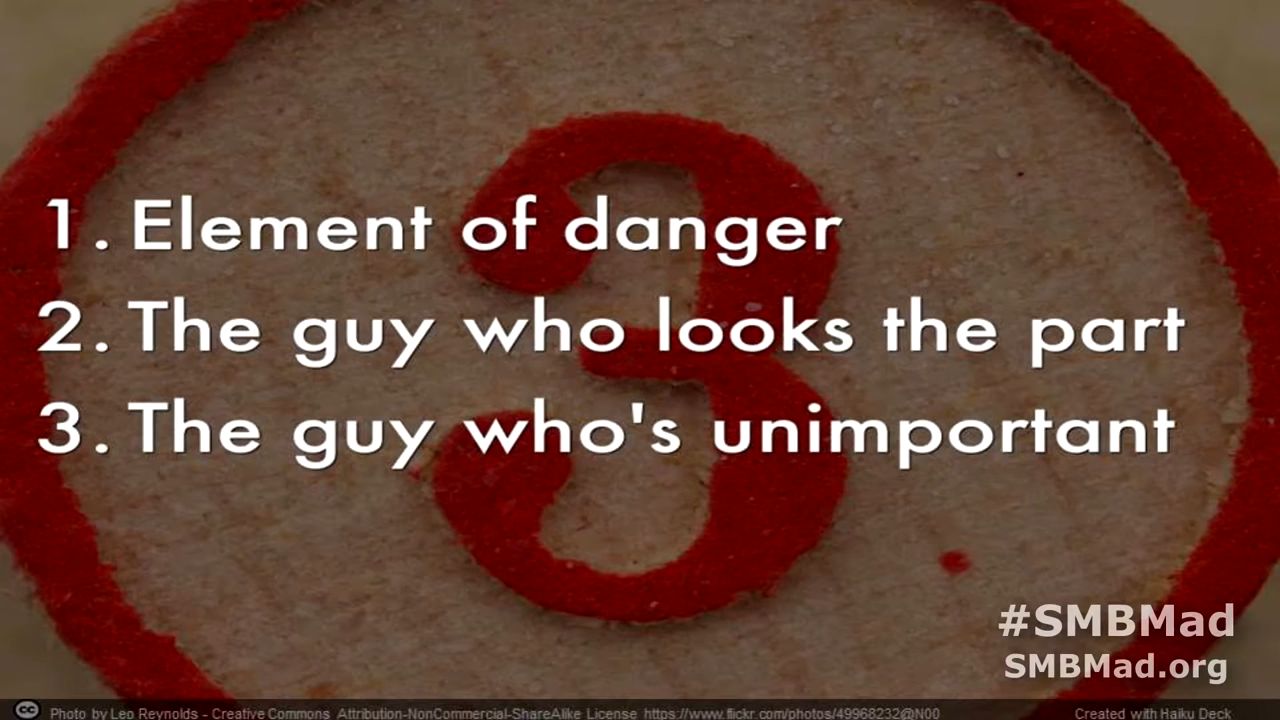 1. Element of danger
2. The guy who looks the part
3. The guy who's unimportant
3
#SMBMad
SMBMad.org
cc Photo by Leo Reynolds - Creative Commons Attribution-NonCommercial-ShareAlike License https://www.flickr.com/photos/49968232@N00
Created with Haiku Deck